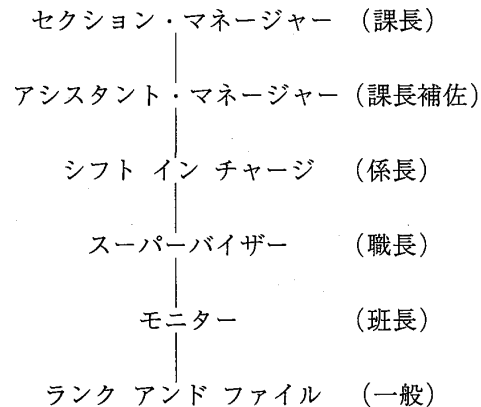 セクション・マネージャー （課長）
アシスタント・マネージャー（課長補佐）
シフト イン チャージ （係長）
スーパーバイザー （職長）
モニター （班長）
ランク アンド ファイル （一般）